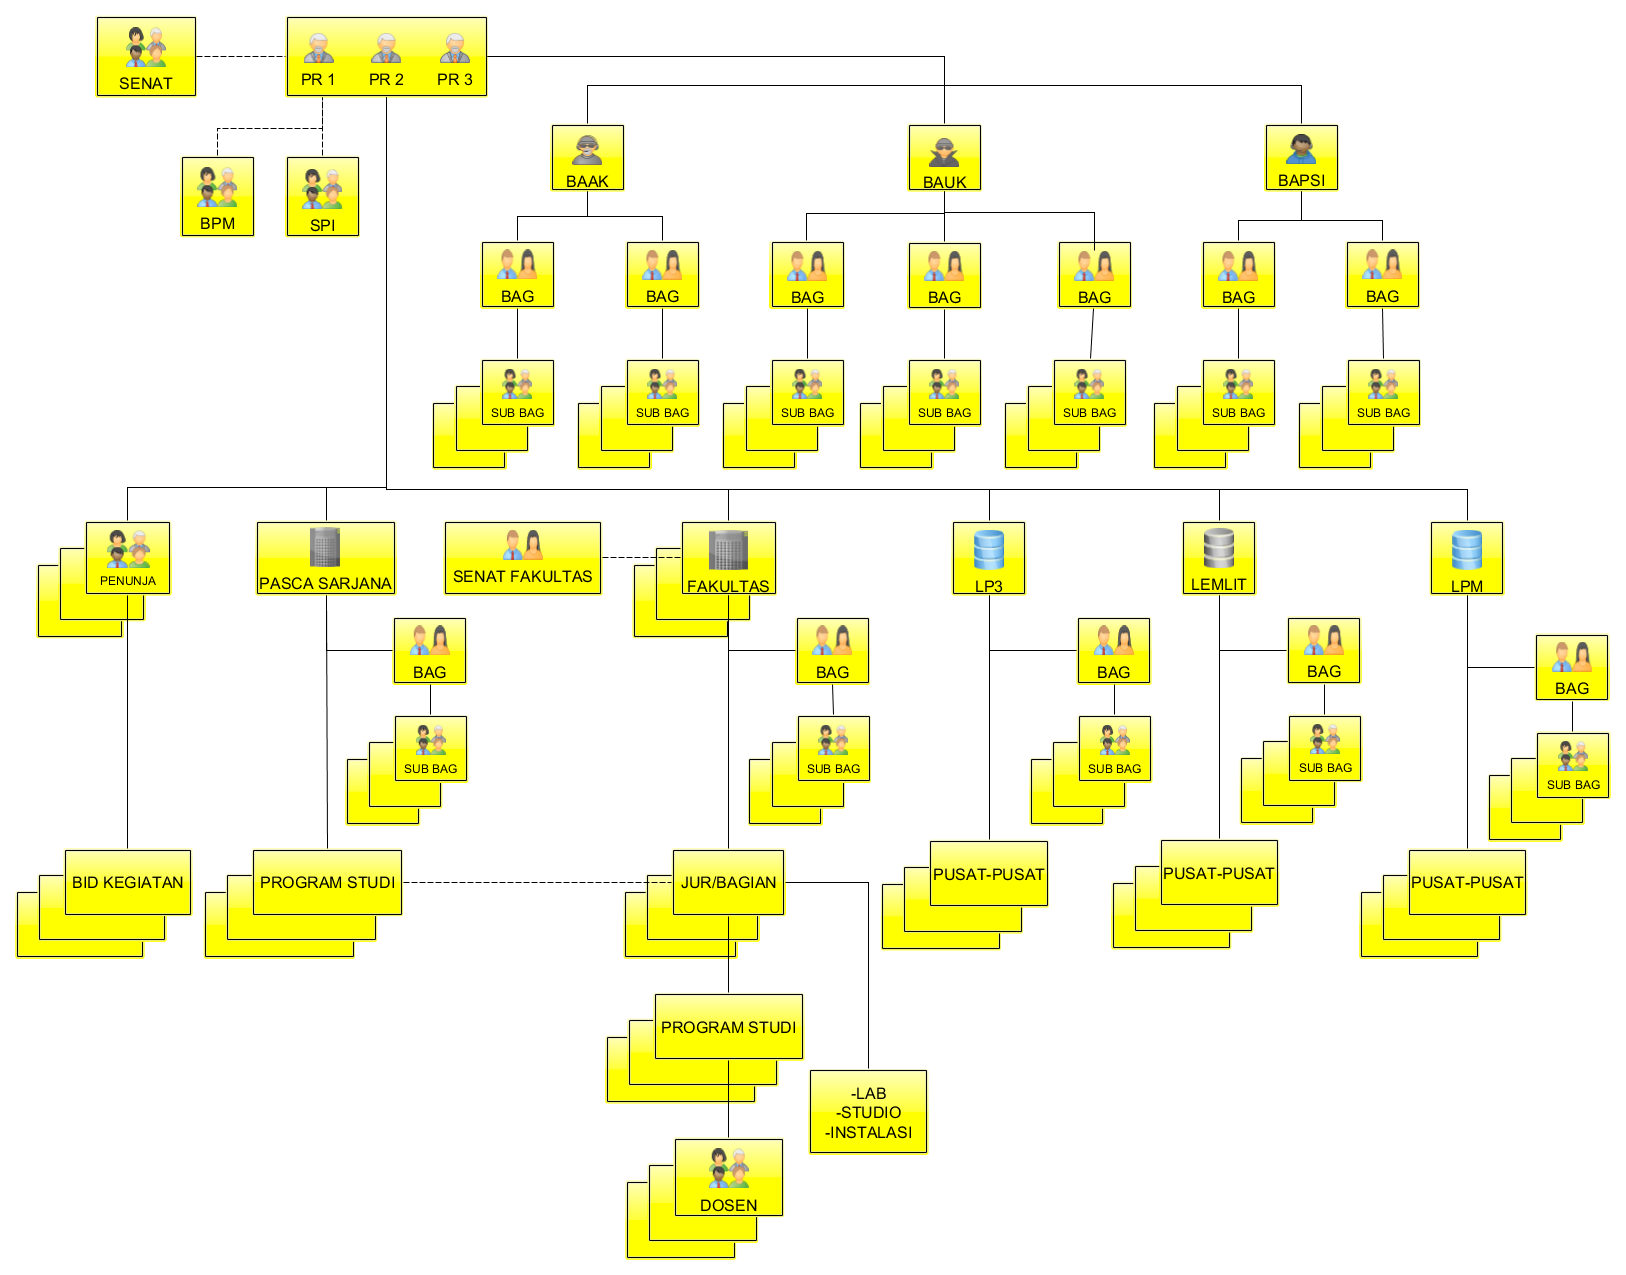 SENAT
PR 1
PR 2
PR 3
BPM
SPI
BAAK
BAUK
BAPSI
BAG
BAG
BAG
BAG
BAG
BAG
BAG
SUB BAG
SUB BAG
SUB BAG
SUB BAG
SUB BAG
SUB BAG
SUB BAG
PENUNJA
PASCA SARJANA
SENAT FAKULTAS
FAKULTAS
LP3
LEMLIT
LPM
BAG
BAG
BAG
BAG
BAG
SUB BAG
SUB BAG
SUB BAG
SUB BAG
SUB BAG
BID KEGIATAN
PROGRAM STUDI
JUR/BAGIAN
PUSAT-PUSAT
PUSAT-PUSAT
PUSAT-PUSAT
PROGRAM STUDI
-LAB
-STUDIO
-INSTALASI
DOSEN